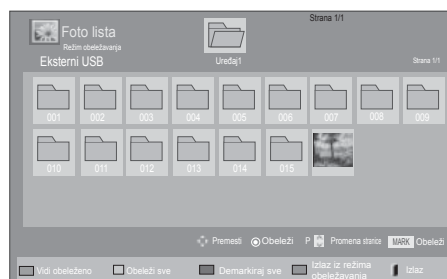 Strana 1/1
Foto lista
Režim obeležavanja
Eksterni USB
Uređaj1
Strana 1/1
001 002 003 004 005 006 007 008 009
010 011 012 013 014 015
Premesti Obeleži P Promena stranice MARK Obeleži
Vidi obeleženo Obeleži sve Demarkiraj sve Izlaz iz režima obeležavanja Izlaz